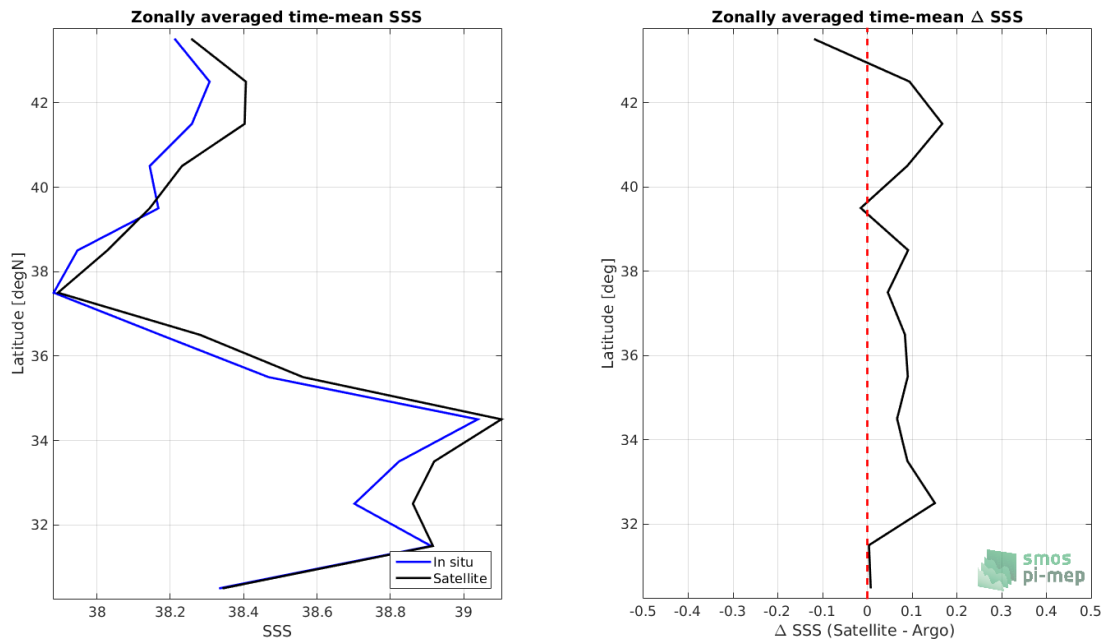 Zonally averaged time-mean SSS
42
40
38
36
34
32
Latitude [degN]
38
38.2
38.4
38.6
38.8
39
SSS
In situ
Satellite
Zonally averaged time-mean Δ SSS
42
40
38
36
34
32
Latitude [deg]
-0.5
-0.4
-0.3
-0.2
-0.1
0
0.1
0.2
0.3
0.4
0.5
Δ SSS (Satellite - Argo)
smos
pi-mep